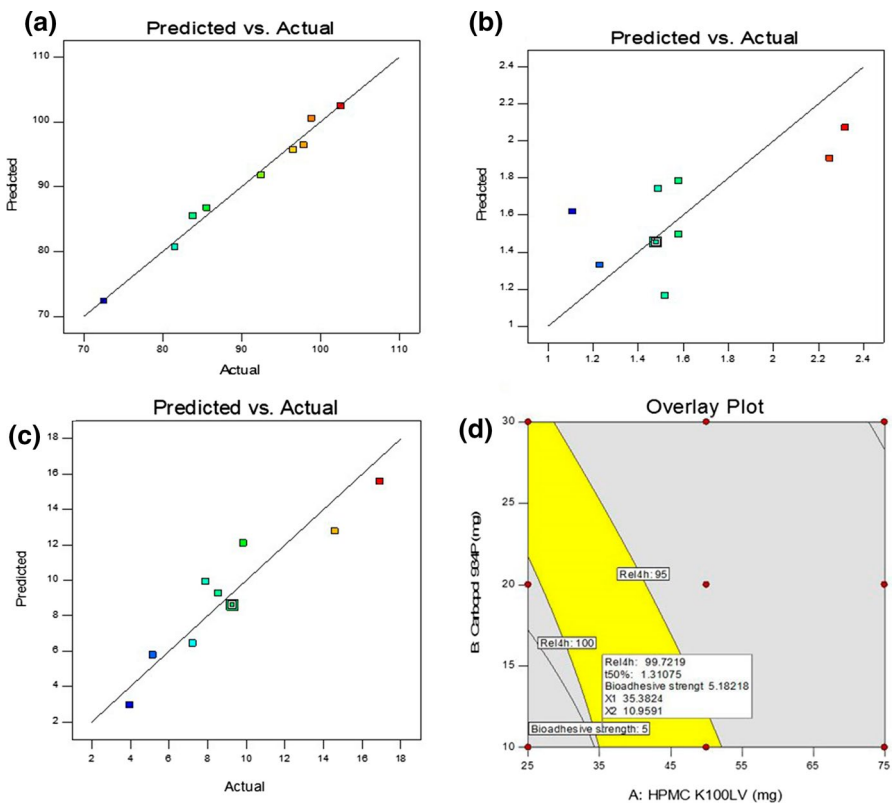 (a)
Predicted vs. Actual
110
100
90
80
70
Predicted
70
80
90
100
110
Actual
(b)
Predicted vs. Actual
2.4
2.2
2
1.8
1.6
1.4
1.2
1
Predicted
1
1.2
1.4
1.6
1.8
2
2.2
2.4
(c)
Predicted vs. Actual
18
16
14
12
10
8
6
4
2
Predicted
2
4
6
8
10
12
14
16
18
Actual
(d)
Overlay Plot
30
25
20
15
10
B: Carbopol 934P (mg)
Rel4h: 95
Rel4h: 100
Rel4h: 99.7219
t50%: 1.31075
Bioadhesive strengt 5.18218
X1 35.3824
X2 10.9591
Bioadhesive strength: 5
25
35
45
55
65
75
A: HPMC K100LV (mg)